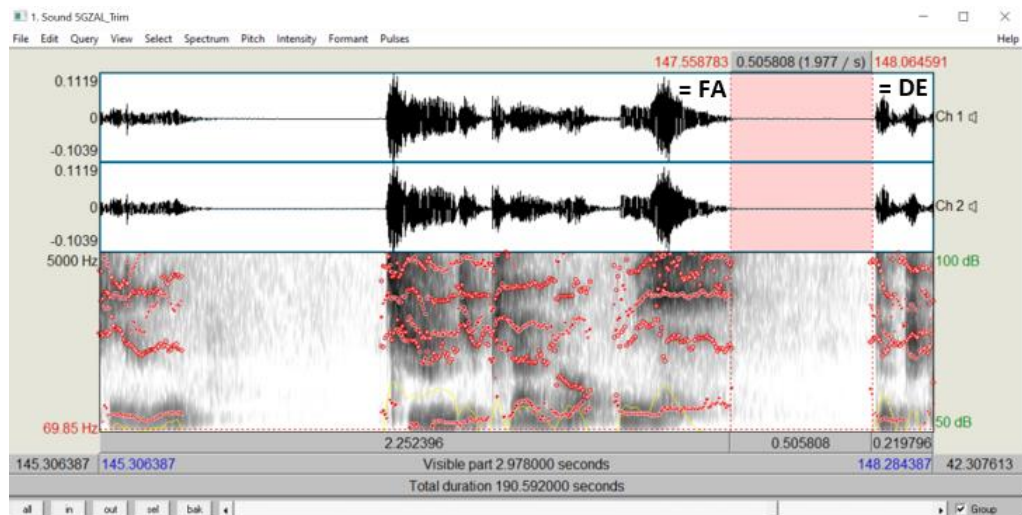 1. Sound 5GZAL_Trim
File Edit Query View Select Spectrum Pitch Intensity Formant Pulses Help
147.558783 0.505808 (1.977 / s) 148.064591
0.1119
= FA = DE
0 Ch 1
-0.1039
0.1119
0 Ch 2
-0.1039
5000 Hz 100 dB
69.85 Hz 50 dB
2.252396 0.505808 0.219796
145.306387 145.306387 Visible part 2.978000 seconds 148.284387 42.307613
Total duration 190.592000 seconds
all in out sel bak Group